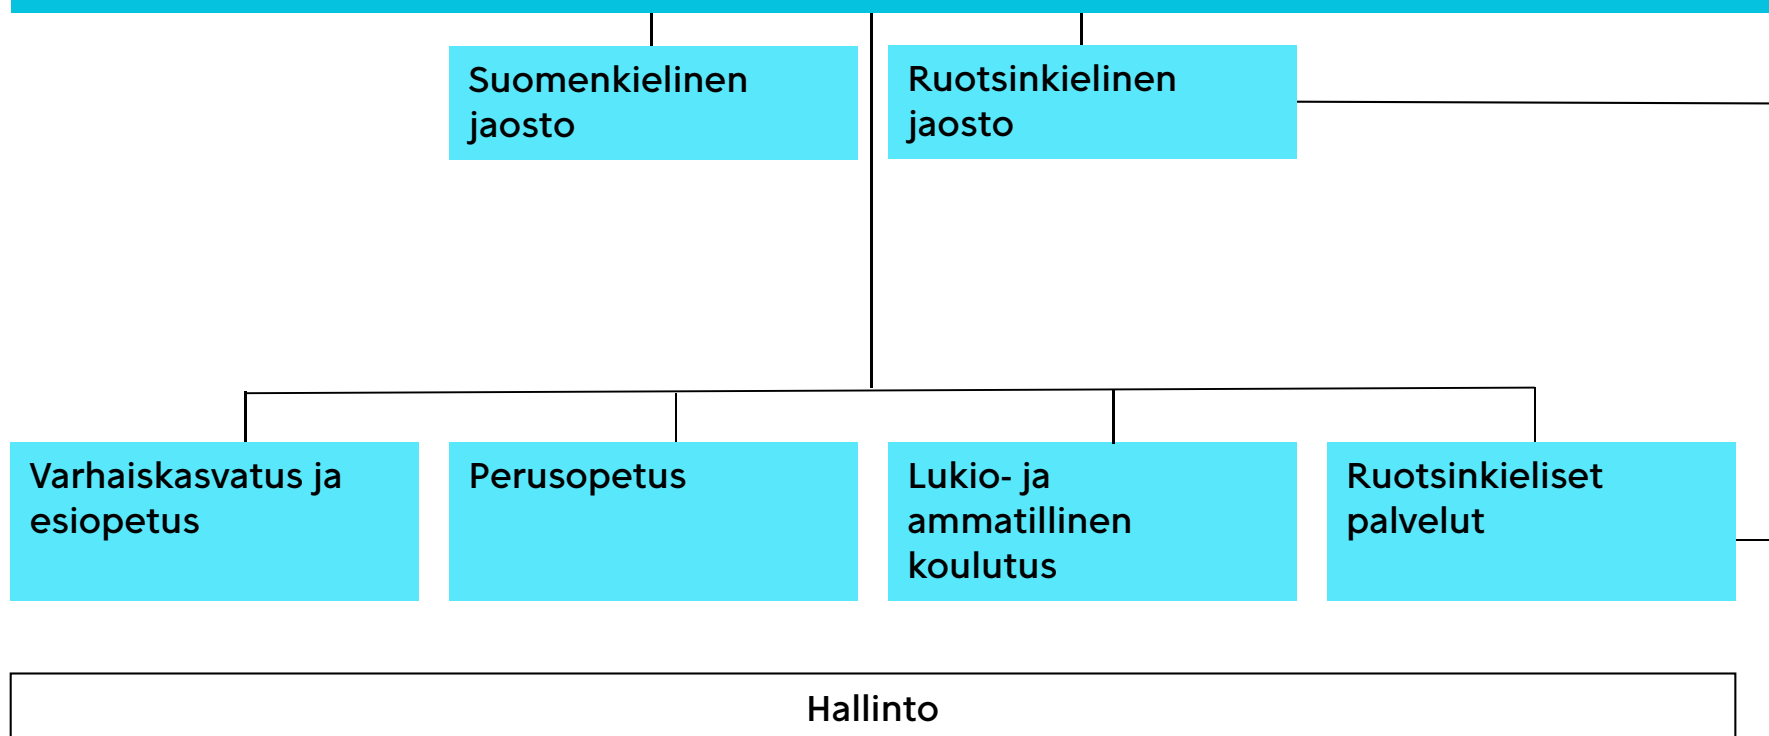 Suomenkielinen
jaosto
Ruotsinkielinen
jaosto
Varhaiskasvatus ja
esiopetus
Perusopetus
Lukio- ja
ammatillinen
koulutus
Ruotsinkieliset
palvelut
Hallinto